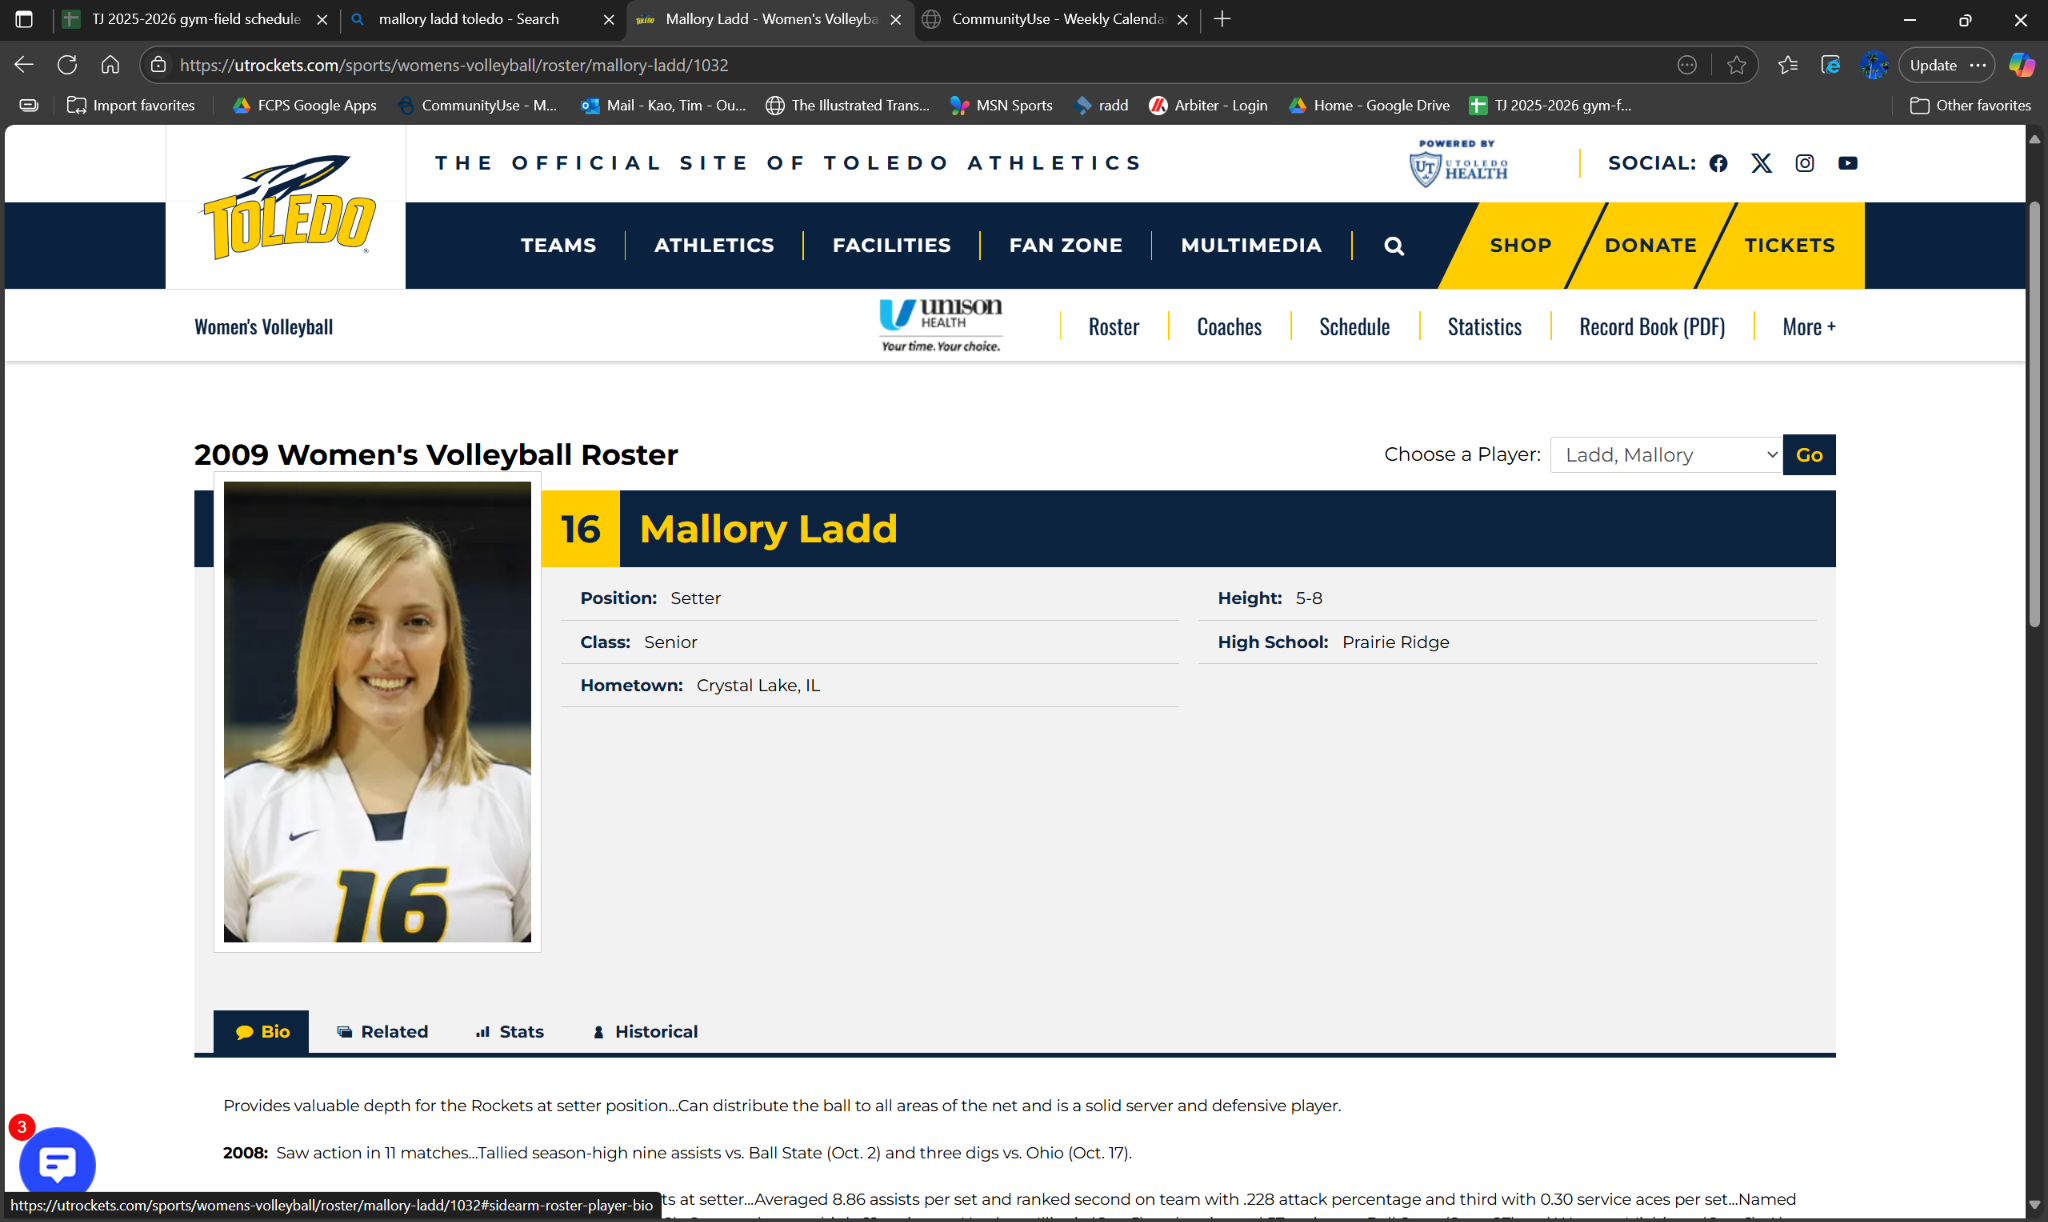 TJ 2025-2026 gym-field schedule
mallory ladd toledo - Search
Mallory Ladd - Women's Volleyba
CommunityUse - Weekly Calenda
https://utrockets.com/sports/womens-volleyball/roster/mallory-ladd/1032
Update
Import favorites
FCPS Google Apps
CommunityUse - M...
Mail - Kao, Tim - Ou...
The Illustrated Trans...
MSN Sports
radd
Arbiter - Login
Home - Google Drive
TJ 2025-2026 gym-f...
Other favorites
TOLEDO
THE OFFICIAL SITE OF TOLEDO ATHLETICS
POWERED BY
UT UTOLEDO
HEALTH
SOCIAL:
TEAMS
ATHLETICS
FACILITIES
FAN ZONE
MULTIMEDIA
SHOP
DONATE
TICKETS
Women's Volleyball
unison
HEALTH
Your time. Your choice.
Roster
Coaches
Schedule
Statistics
Record Book (PDF)
More +
2009 Women's Volleyball Roster
Choose a Player:
Ladd, Mallory
Go
16
Mallory Ladd
Position: Setter
Height: 5-8
Class: Senior
High School: Prairie Ridge
Hometown: Crystal Lake, IL
16
Bio
Related
Stats
Historical
Provides valuable depth for the Rockets at setter position...Can distribute the ball to all areas of the net and is a solid server and defensive player.
2008: Saw action in 11 matches...Tallied season-high nine assists vs. Ball State (Oct. 2) and three digs vs. Ohio (Oct. 17).
3
https://utrockets.com/sports/womens-volleyball/roster/mallory-ladd/1032#sidearm-roster-player-bio
ts at setter...Averaged 8.86 assists per set and ranked second on team with .228 attack percentage and third with 0.30 service aces per set...Named